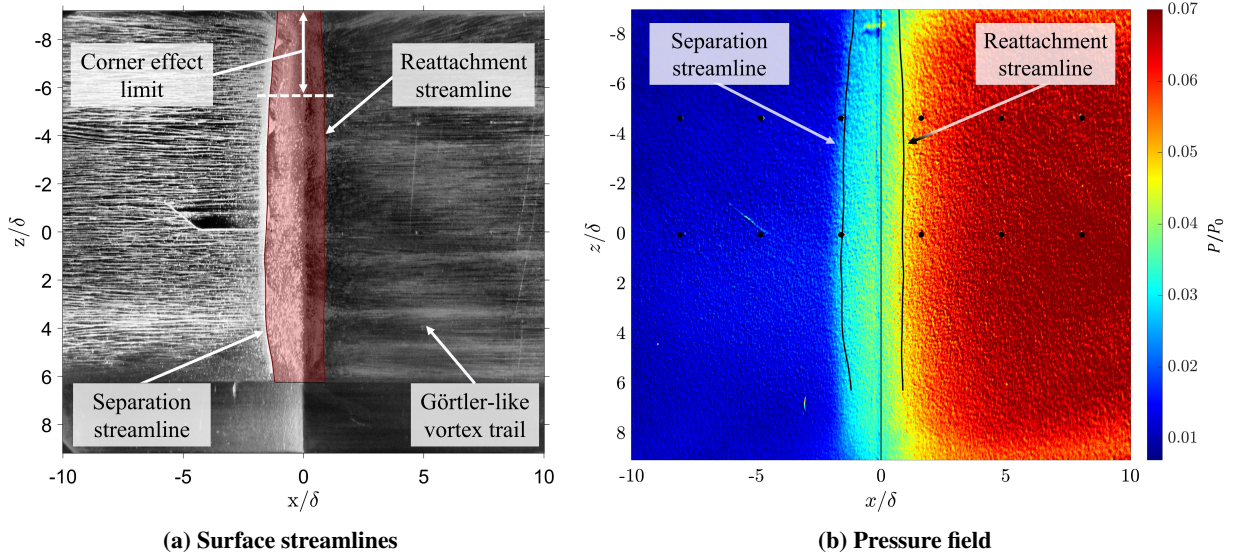 -8
-6
-4
-2
0
2
4
6
8
z/δ
-10
-5
0
5
10
x/δ
Corner effect
limit
Reattachment
streamline
Separation
streamline
Görtler-like
vortex trail
(a) Surface streamlines
-8
-6
-4
-2
0
2
4
6
8
z/δ
-10
-5
0
5
10
x/δ
Separation
streamline
Reattachment
streamline
0.07
0.06
0.05
0.04
0.03
0.02
0.01
P/P₀
(b) Pressure field